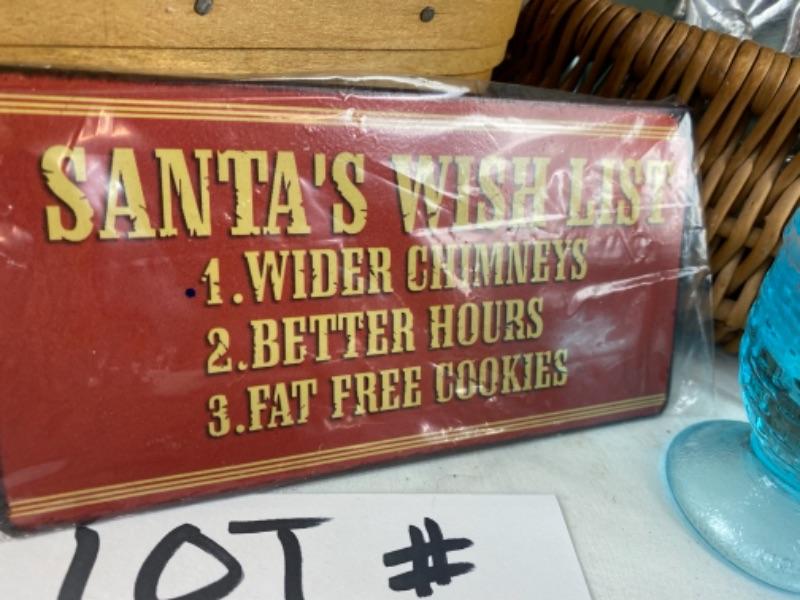 SANTA'S WISH LIST
1.WIDER CHIMNEYS
2.BETTER HOURS
3.FAT FREE COOKIES
LOT #